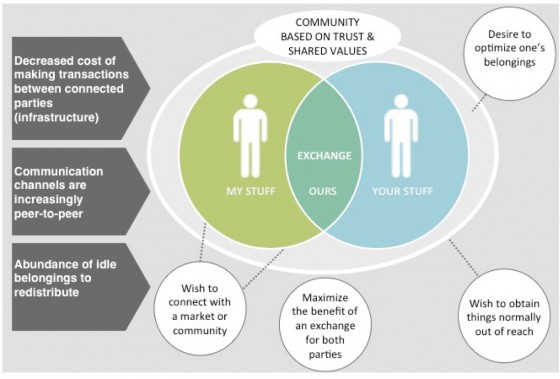 COMMUNITY
BASED ON TRUST &
SHARED VALUES
Desire to
optimize one's
belongings
Decreased cost of
making transactions
between connected
parties
(infrastructure)
Communication
channels are
increasingly
peer-to-peer
Abundance of idle
belongings to
redistribute
EXCHANGE
MY STUFF
OURS
YOUR STUFF
Wish to
connect with
a market or
community
Maximize
the benefit of
an exchange
for both
parties
Wish to obtain
things normally
out of reach